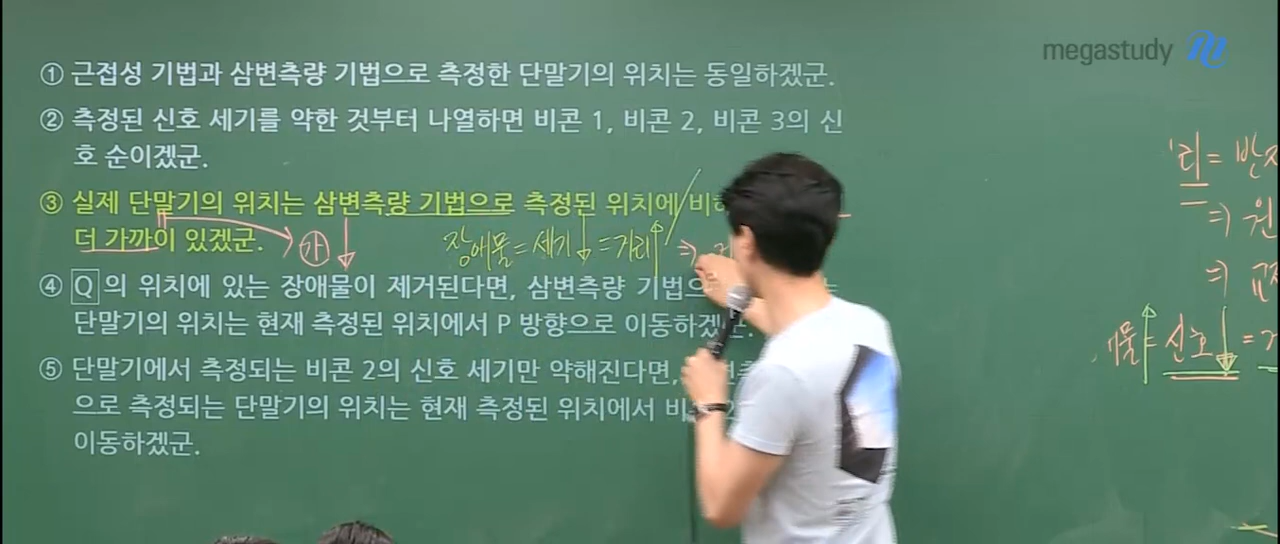 megastudy
① 근접성 기법과 삼변측량 기법으로 측정한 단말기의 위치는 동일하겠군.
② 측정된 신호 세기를 약한 것부터 나열하면 비콘 1, 비콘 2, 비콘 3의 신
호 순이겠군.
③ 실제 단말기의 위치는 삼변측량 기법으로 측정된 위치에
더 가까이 있겠군.
가
장애물=세기↓=거리↑
④ Q의 위치에 있는 장애물이 제거된다면, 삼변측량
단말기의 위치는 현재 측정된 위치에서 P 방향으로 이동하겠군.
⑤ 단말기에서 측정되는 비콘 2의 신호 세기만 약해진다면,
으로 측정되는 단말기의 위치는 현재 측정된 위치에서
이동하겠군.
⇒ 원
신호↓=